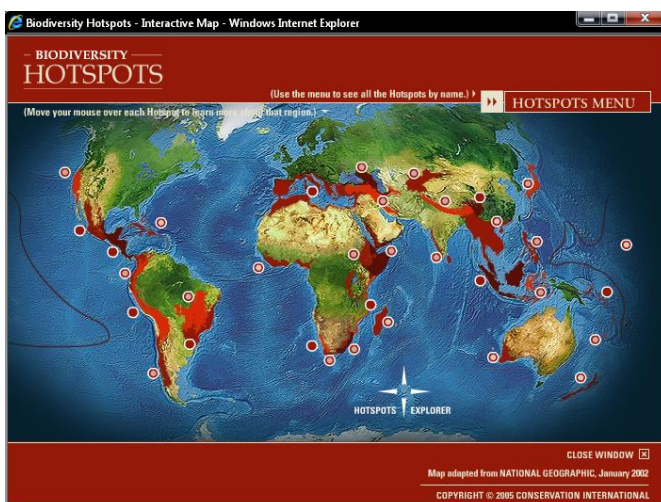 Biodiversity Hotspots - Interactive Map - Windows Internet Explorer
BIODIVERSITY
HOTSPOTS
(Use the menu to see all the Hotspots by name.)
HOTSPOTS MENU
(Move your mouse over each Hotspot to learn more about that region.)
HOTSPOTS EXPLORER
CLOSE WINDOW
Map adapted from NATIONAL GEOGRAPHIC, January 2002
COPYRIGHT © 2005 CONSERVATION INTERNATIONAL